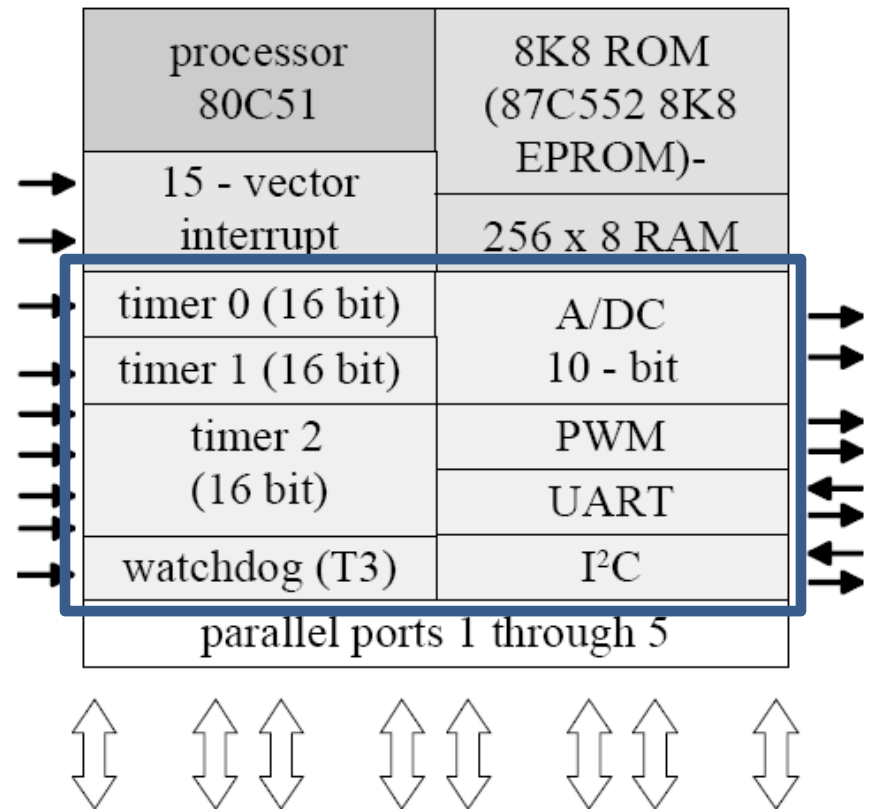 processor
80C51
8K8 ROM
(87C552 8K8
EPROM)-
15 - vector
interrupt
256 x 8 RAM
timer 0 (16 bit)
timer 1 (16 bit)
A/DC
10 - bit
timer 2
(16 bit)
PWM
UART
watchdog (T3)
I²C
parallel ports 1 through 5